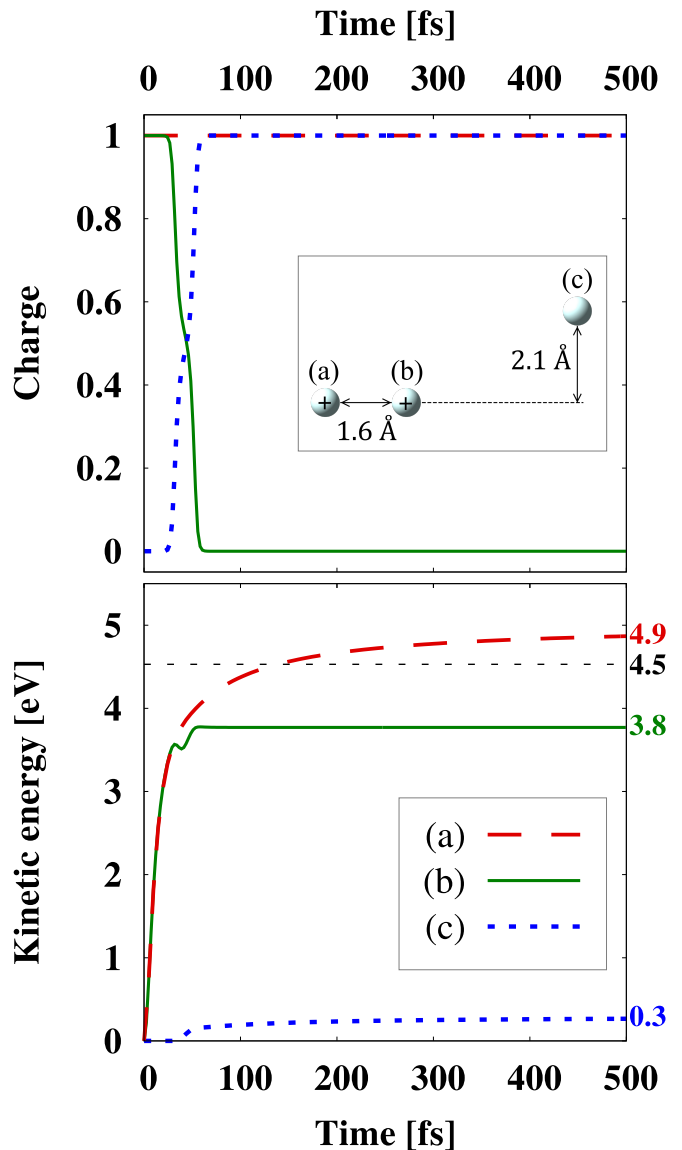 Time [fs]
0 100 200 300 400 500
1
0.8
0.6
0.4
0.2
0
Charge
(c)
(a) (b)
2.1 Å
+ +
1.6 Å
5
4
3
2
1
0
Kinetic energy [eV]
4.9
4.5
3.8
0.3
(a)
(b)
(c)
0 100 200 300 400 500
Time [fs]